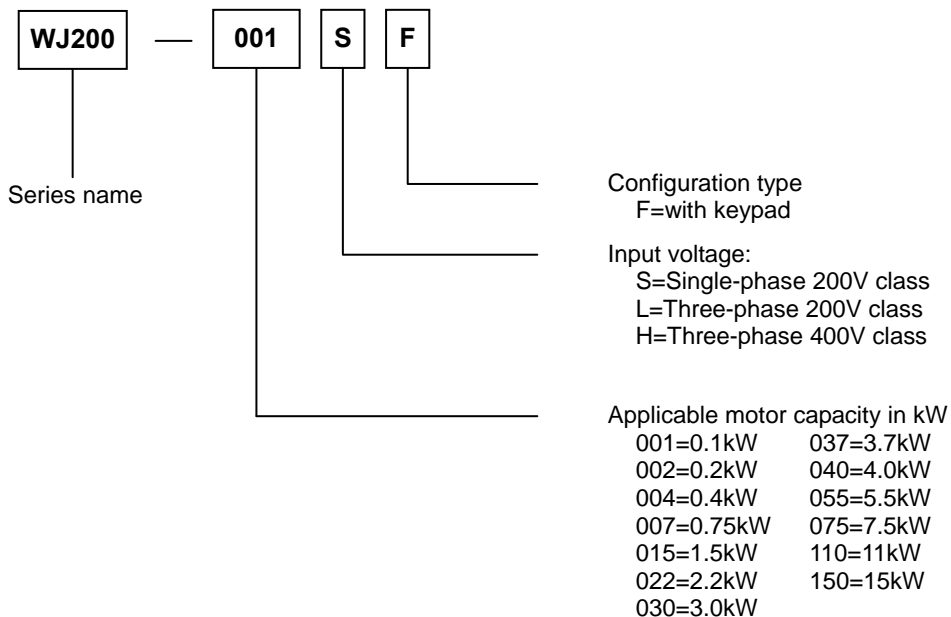 WJ200 — 001 S F
Series name
Configuration type
F=with keypad
Input voltage:
S=Single-phase 200V class
L=Three-phase 200V class
H=Three-phase 400V class
Applicable motor capacity in kW
001=0.1kW 037=3.7kW
002=0.2kW 040=4.0kW
004=0.4kW 055=5.5kW
007=0.75kW 075=7.5kW
015=1.5kW 110=11kW
022=2.2kW 150=15kW
030=3.0kW